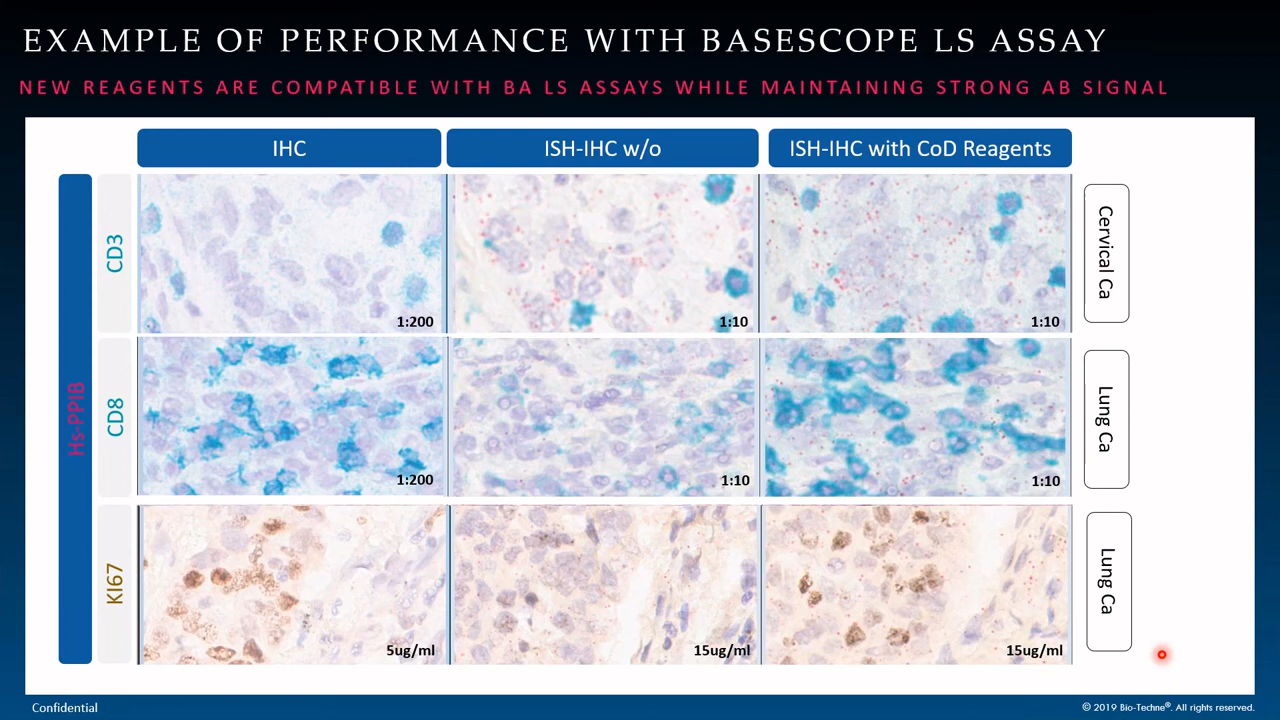 EXAMPLE OF PERFORMANCE WITH BASESCOPE LS ASSAY
NEW REAGENTS ARE COMPATIBLE WITH BA LS ASSAYS WHILE MAINTAINING STRONG AB SIGNAL
IHC
ISH-IHC w/o
ISH-IHC with CoD Reagents
Hs-PPIB
CD3
1:200
1:10
1:10
Cervical Ca
CD8
1:200
1:10
1:10
Lung Ca
KI67
5ug/ml
15ug/ml
15ug/ml
Lung Ca
Confidential
© 2019 Bio-Techne®. All rights reserved.